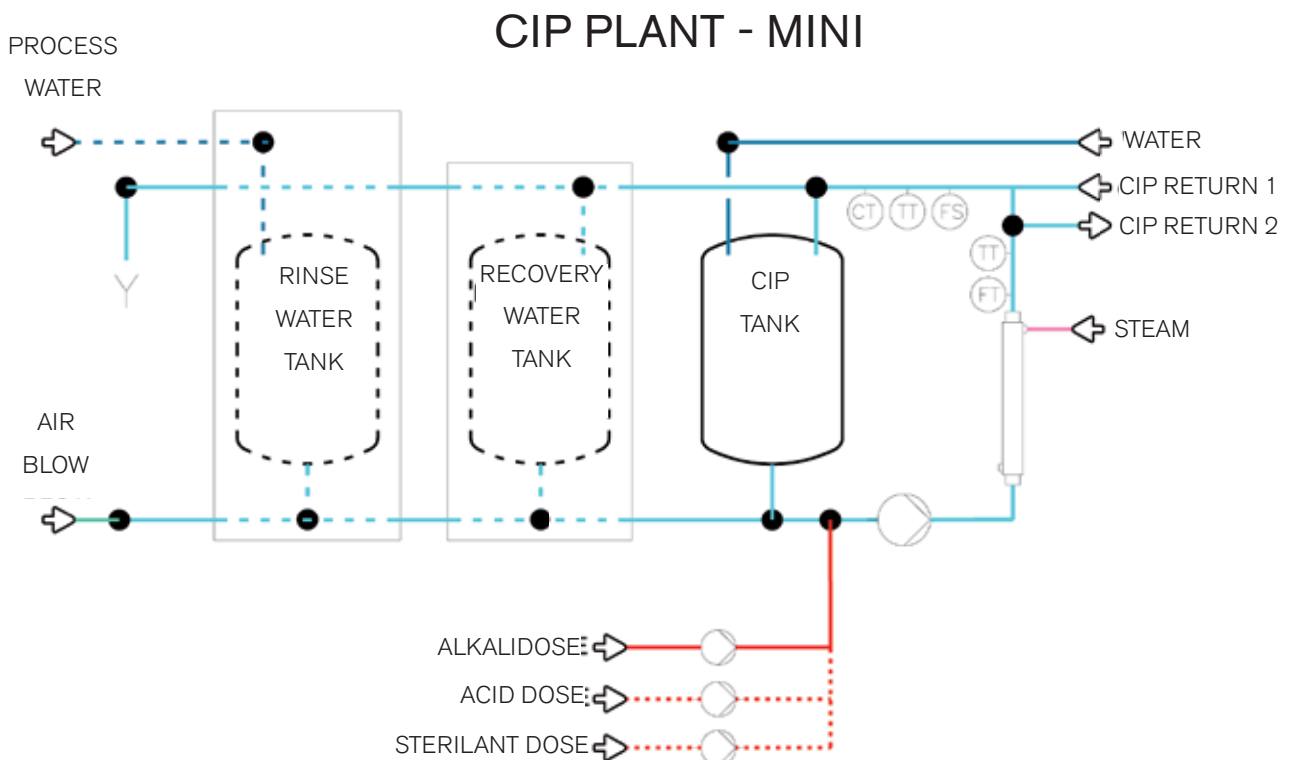 CIP PLANT - MINI
PROCESS
WATER
WATER
CIP RETURN 1
CIP RETURN 2
CT
TT
FS
TT
FT
STEAM
RINSE
WATER
TANK
RECOVERY
WATER
TANK
CIP
TANK
AIR
BLOW
ALKALIDOSE
ACID DOSE
STERILANT DOSE